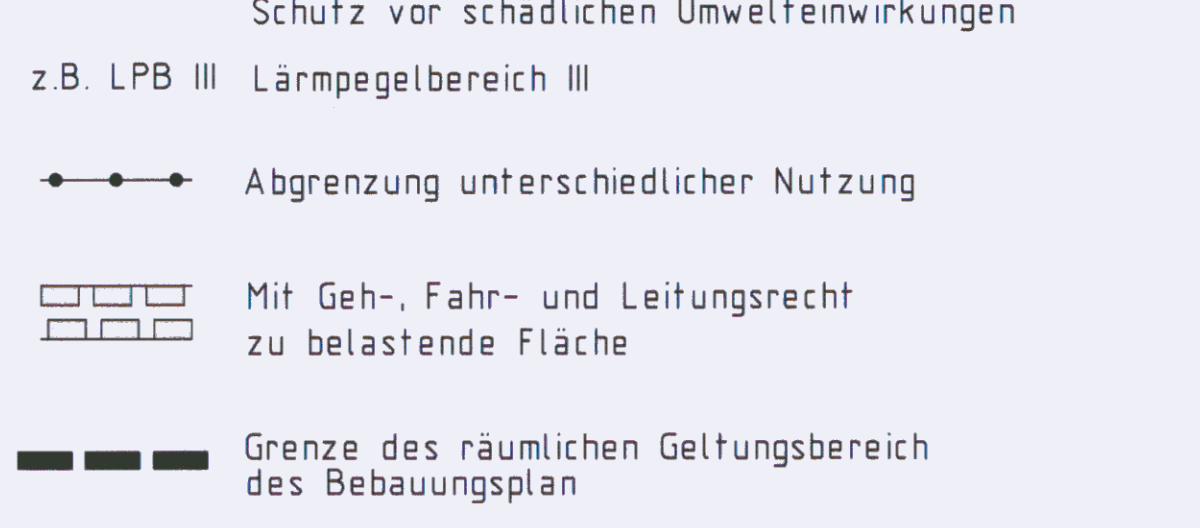 Schutz vor schädlichen Umwelteinwirkungen
z.B. LPB III Lärmpegelbereich III
Abgrenzung unterschiedlicher Nutzung
Mit Geh-, Fahr- und Leitungsrecht
zu belastende Fläche
Grenze des räumlichen Geltungsbereich
des Bebauungsplan